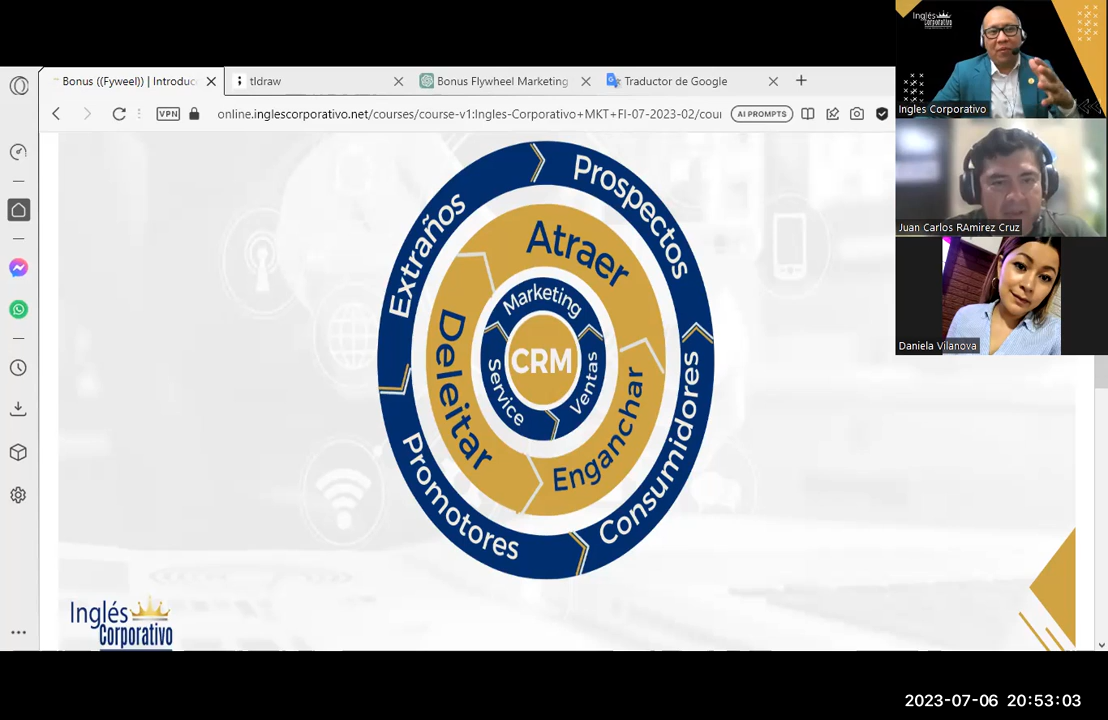 Bonus ((Fyweel)) | Introduc
tldraw
Bonus Flywheel Marketing
Traductor de Google
VPN
online.inglescorporativo.net/courses/course-v1:Ingles-Corporativo+MKT+FI-07-2023-02/cou
AI PROMPTS
Inglés
Corporativo
Ingles Corporativo
Juan Carlos RAmirez Cruz
Daniela Vilanova
Extraños
Prospectos
Consumidores
Promotores
Atraer
Enganchar
Deleitar
Marketing
Ventas
Service
CRM
Inglés
Corporativo
2023-07-06 20:53:03